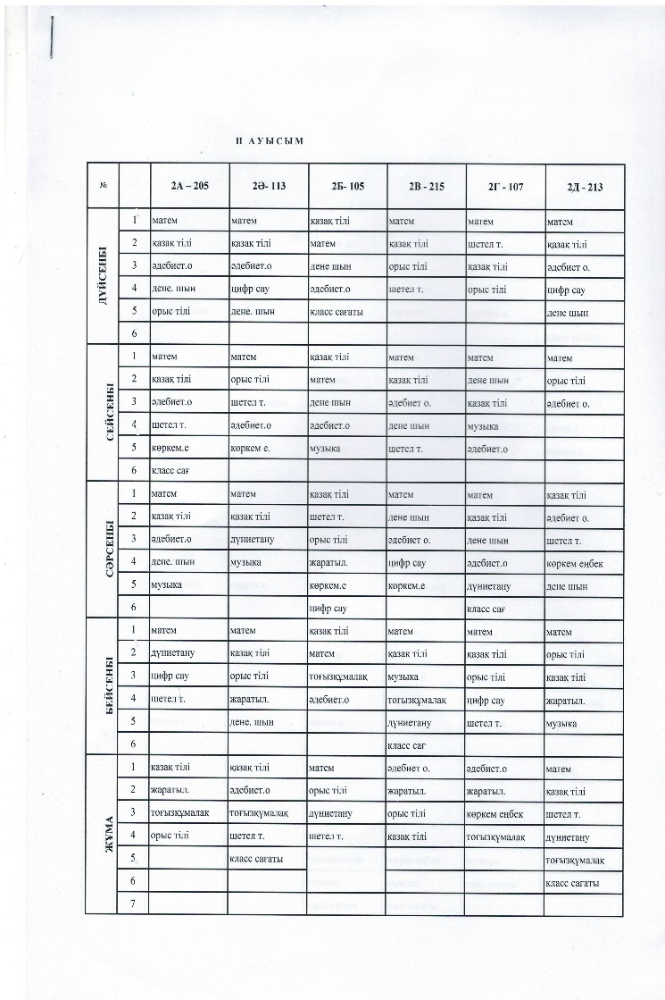 ІІ АУЫСЫМ
№ 2А – 205 2Ә- 113 2Б- 105 2В - 215 2Г - 107 2Д - 213
ДҮЙСЕНБІ
1 матем матем қазақ тілі матем матем матем
2 қазақ тілі қазақ тілі матем қазақ тілі шетел т. қазақ тілі
3 әдебиет.о әдебиет.о дене шын орыс тілі қазақ тілі әдебиет о.
4 дене. шын цифр сау әдебиет.о шетел т. орыс тілі цифр сау
5 орыс тілі дене. шын класс сағаты дене шын
6
СЕЙСЕНБІ
1 матем матем қазақ тілі матем матем матем
2 қазақ тілі орыс тілі матем қазақ тілі дене шын орыс тілі
3 әдебиет.о шетел т. дене шын әдебиет о. қазақ тілі әдебиет о.
4 шетел т. әдебиет.о әдебиет.о дене шын музыка
5 көркем.е көркем е. музыка шетел т. әдебиет.о
6 класс сағ
СӘРСЕНБІ
1 матем матем қазақ тілі матем матем қазақ тілі
2 қазақ тілі қазақ тілі шетел т. дене шын қазақ тілі әдебиет о.
3 әдебиет.о дүниетану орыс тілі әдебиет о. дене шын шетел т.
4 дене. шын музыка жаратыл. цифр сау әдебиет.о көркем еңбек
5 музыка көркем.е көркем.е дүниетану дене шын
6 цифр сау класс сағ
БЕЙСЕНБІ
1 матем матем қазақ тілі матем матем матем
2 дүниетану қазақ тілі матем қазақ тілі қазақ тілі орыс тілі
3 цифр сау орыс тілі тоғызқұмалақ музыка орыс тілі қазақ тілі
4 шетел т. жаратыл. әдебиет.о тоғызқұмалақ цифр сау жаратыл.
5 дене. шын дүниетану шетел т. музыка
6 класс сағ
ЖҰМА
1 қазақ тілі қазақ тілі матем әдебиет о. әдебиет.о матем
2 жаратыл. әдебиет.о орыс тілі жаратыл. жаратыл. қазақ тілі
3 тоғызқұмалак тоғызқұмалақ дүниетану орыс тілі көркем еңбек шетел т.
4 орыс тілі шетел т. шетел т. қазақ тілі тоғызқұмалақ дүниетану
5 класс сағаты тоғызқұмалақ
6 класс сағаты
7